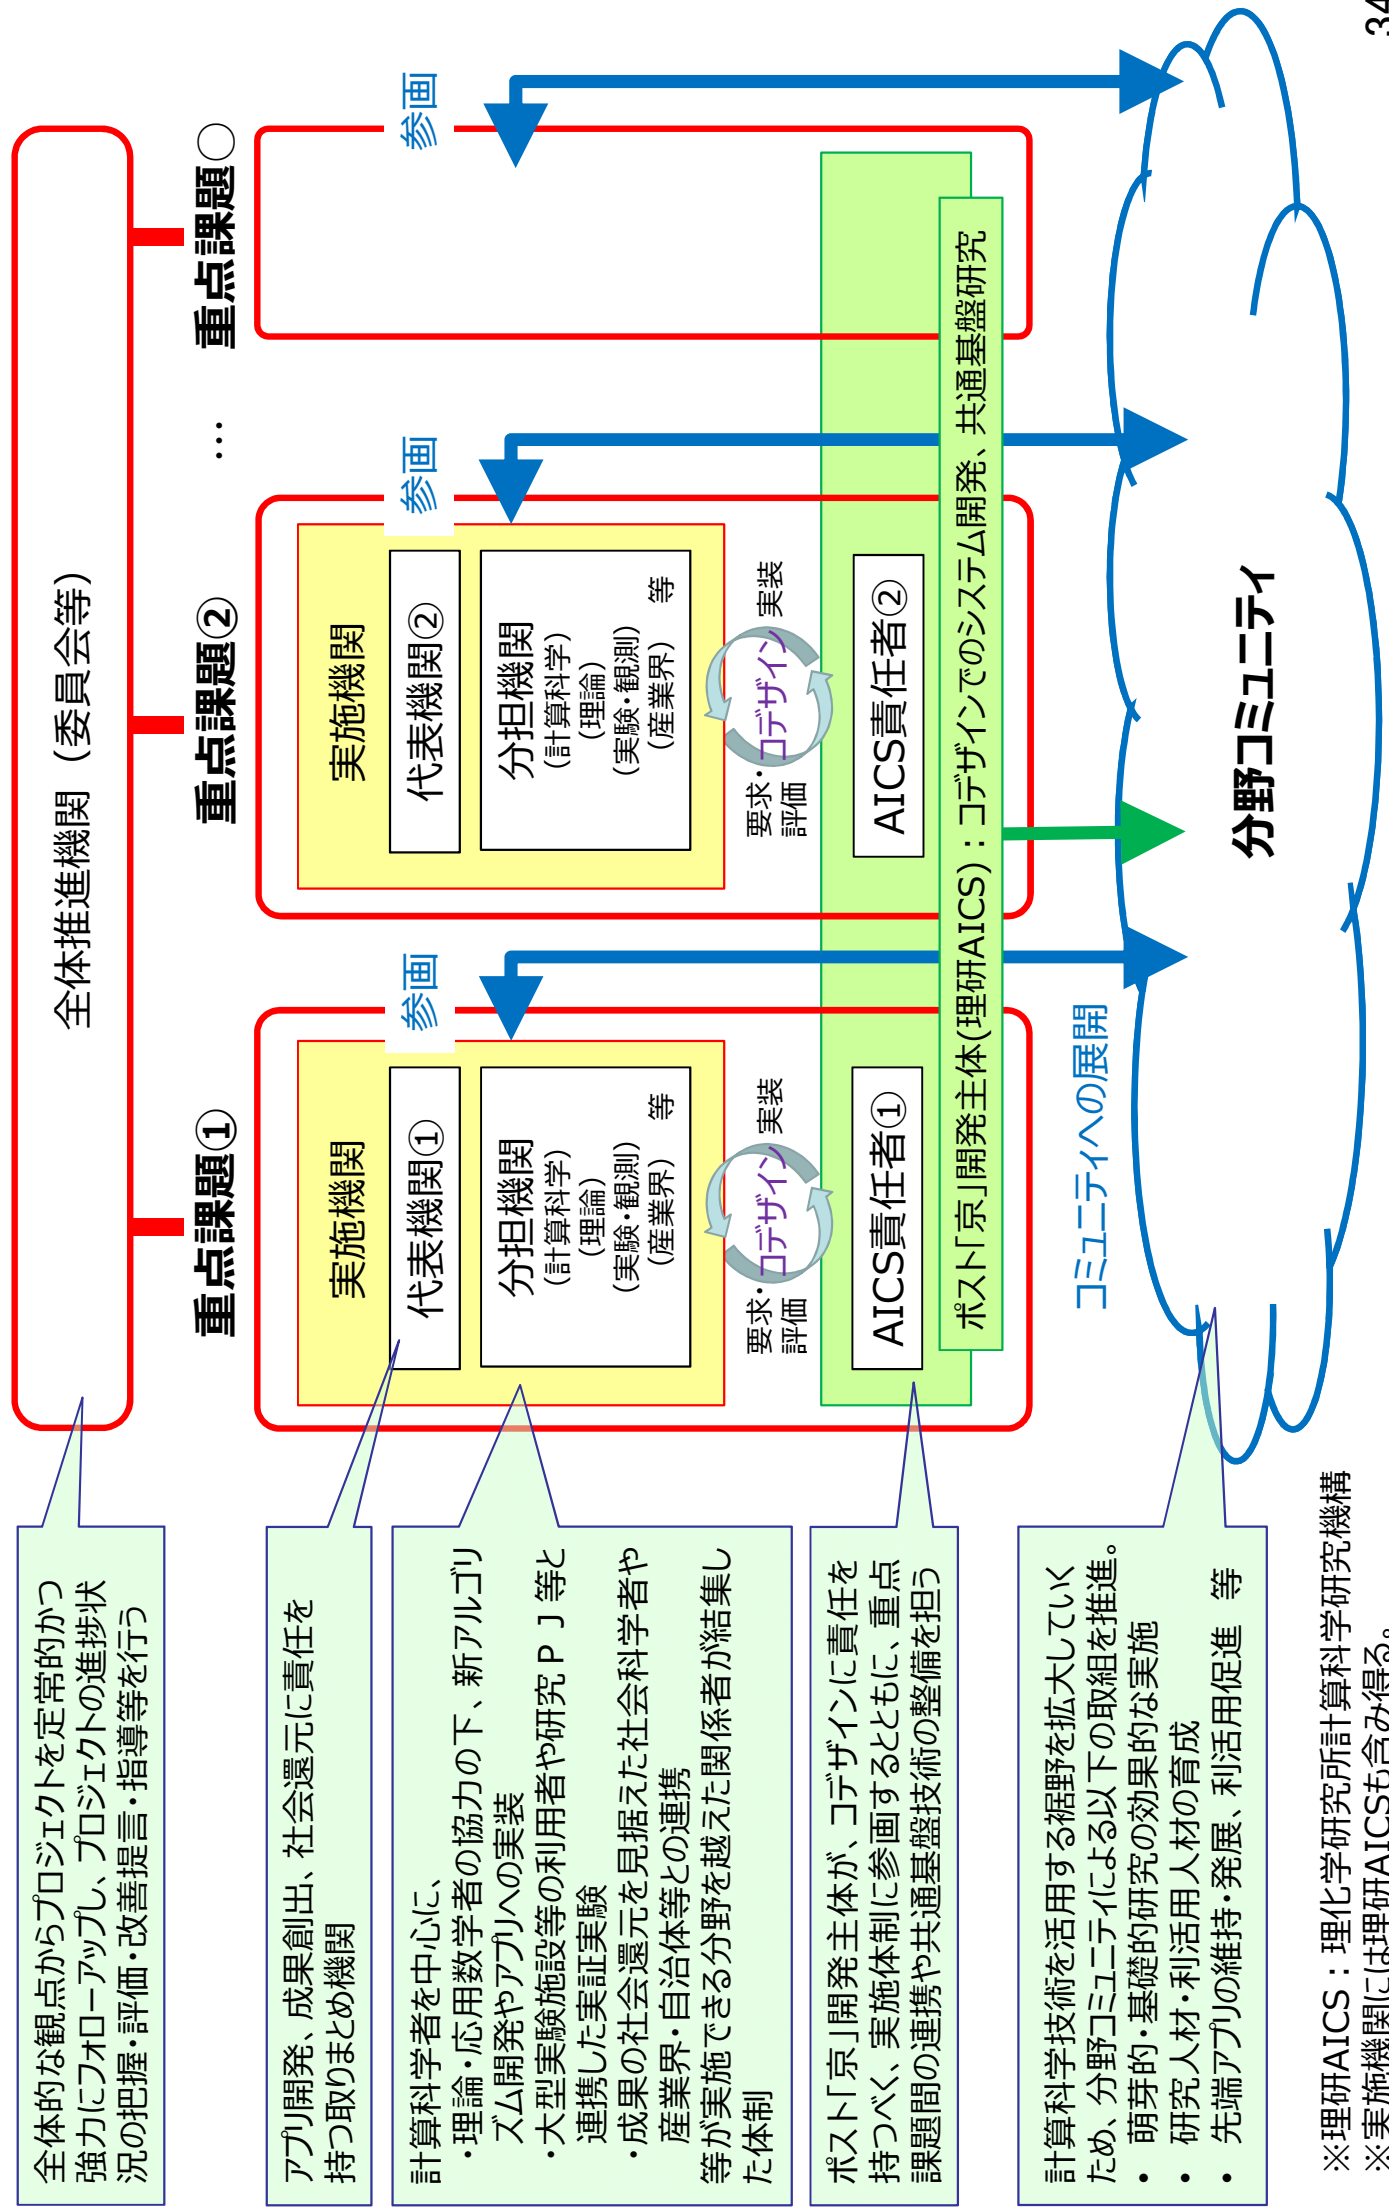 全体的な観点からプロジェクトを定常的かつ
強力にフォローアップし、プロジェクトの進捗状
況の把握・評価・改善提言・指導等を行う
全体推進機関（委員会等）
重点課題①
重点課題②
…
重点課題○
アプリ開発、成果創出、社会還元に責任を
持つ取りまとめ機関
計算科学者を中心に、
・理論・応用数学者の協力の下、新アルゴリ
ズム開発やアプリへの実装
・大型実験施設等の利用者や研究ＰＪ等と
連携した実証実験
・成果の社会還元を見据えた社会科学者や
産業界・自治体等との連携
等が実施できる分野を越えた関係者が結集し
た体制
実施機関
代表機関①
分担機関
（計算科学）
（理論）
（実験・観測）
（産業界） 等
参画
実施機関
代表機関②
分担機関
（計算科学）
（理論）
（実験・観測）
（産業界） 等
参画
参画
要求・
評価
コデザイン
実装
要求・
評価
コデザイン
実装
ポスト「京」開発主体が、コデザインに責任を
持つべく、実施体制に参画するとともに、重点
課題間の連携や共通基盤技術の整備を担う
AICS責任者①
AICS責任者②
ポスト「京」開発主体(理研AICS)：コデザインでのシステム開発、共通基盤研究
コミュニティへの展開
計算科学技術を活用する裾野を拡大していく
ため、分野コミュニティによる以下の取組を推進。
• 萌芽的・基礎的研究の効果的な実施
• 研究人材・利活用人材の育成
• 先端アプリの維持・発展、利活用促進 等
分野コミュニティ
※理研AICS：理化学研究所計算科学研究機構
※実施機関には理研AICSも含み得る。
34